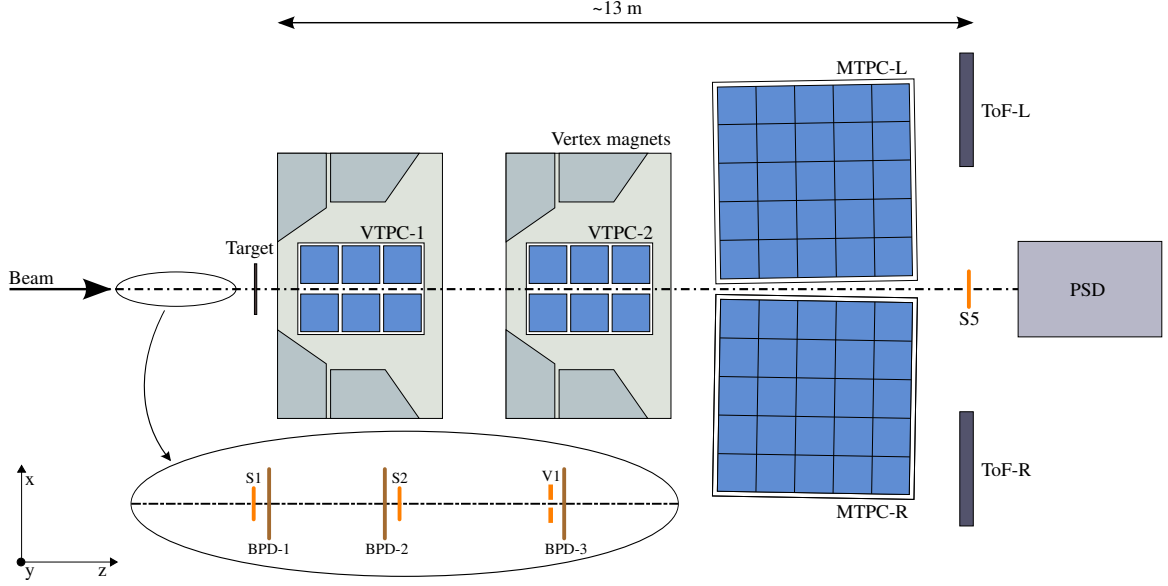 ~13 m
MTPC-L
ToF-L
Vertex magnets
VTPC-1
VTPC-2
Target
Beam
PSD
S5
ToF-R
MTPC-R
x
y
z
S1
S2
V1
BPD-1
BPD-2
BPD-3